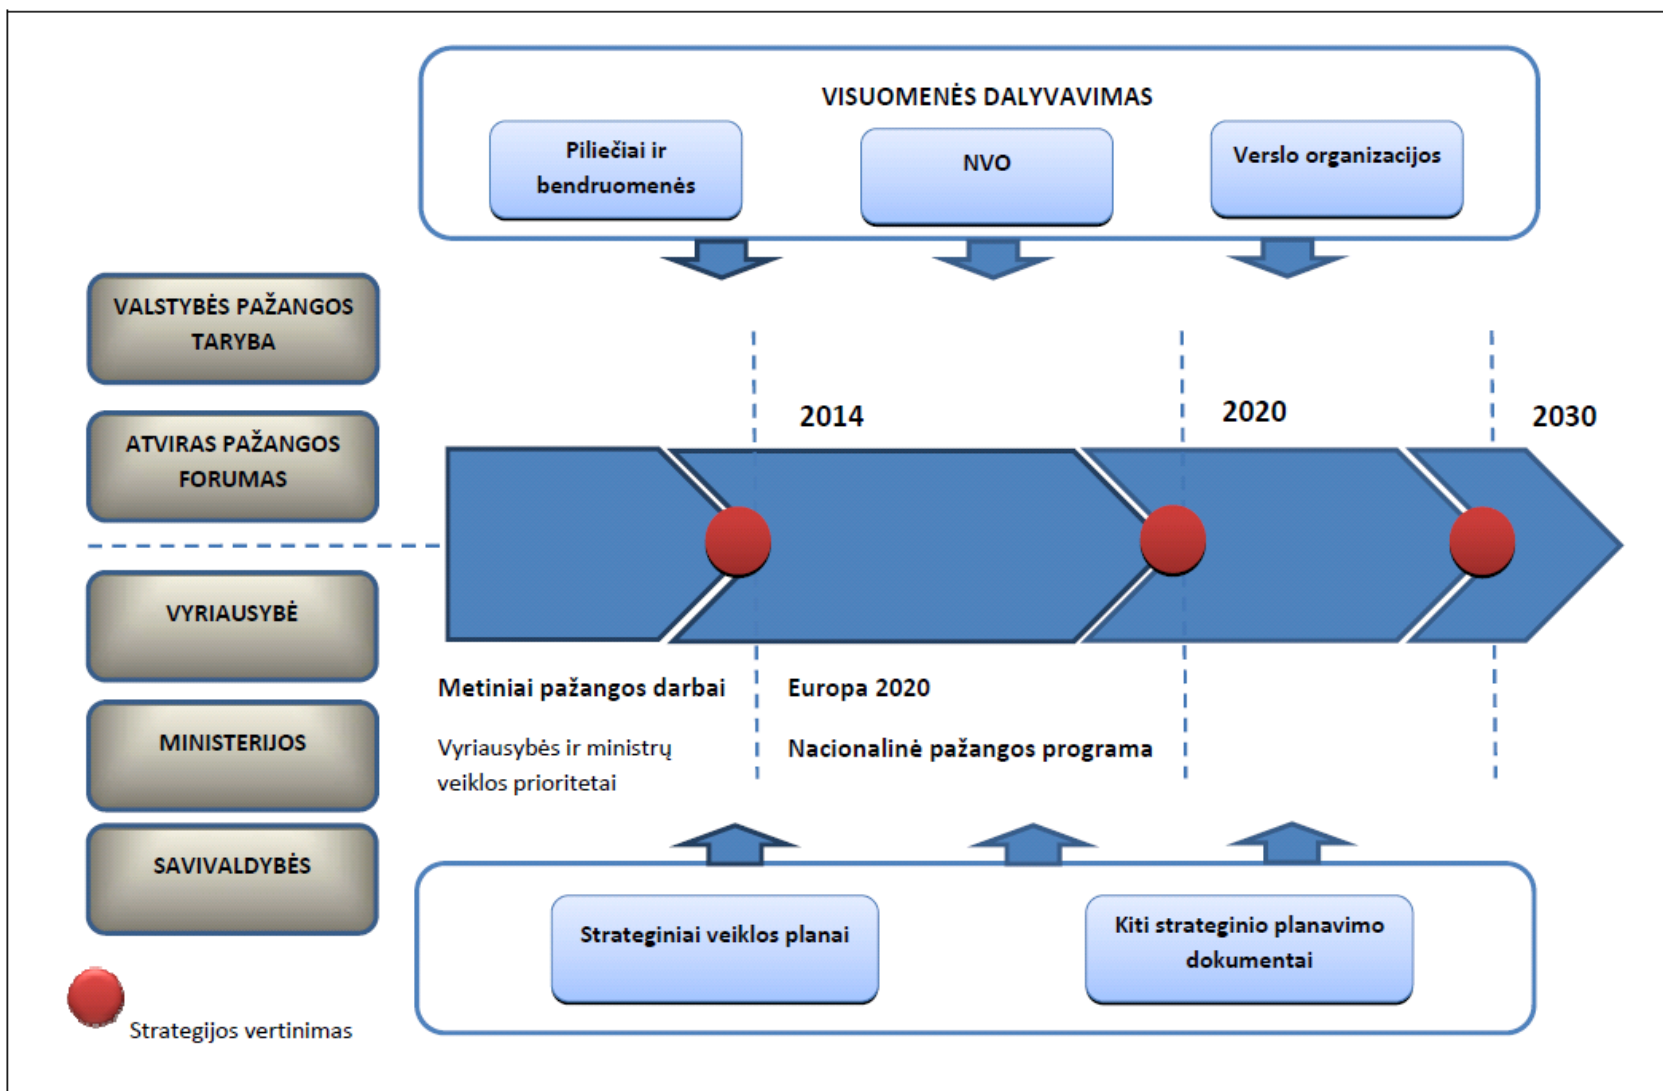 VISUOMENĖS DALYVAVIMAS
Piliečiai ir
bendruomenės
NVO
Verslo organizacijos
VALSTYBĖS PAŽANGOS
TARYBA
ATVIRAS PAŽANGOS
FORUMAS
VYRIAUSYBĖ
MINISTERIJOS
SAVIVALDYBĖS
2014
2020
2030
Metiniai pažangos darbai
Vyriausybės ir ministrų
veiklos prioritetai
Europa 2020
Nacionalinė pažangos programa
Strateginiai veiklos planai
Kiti strateginio planavimo
dokumentai
Strategijos vertinimas